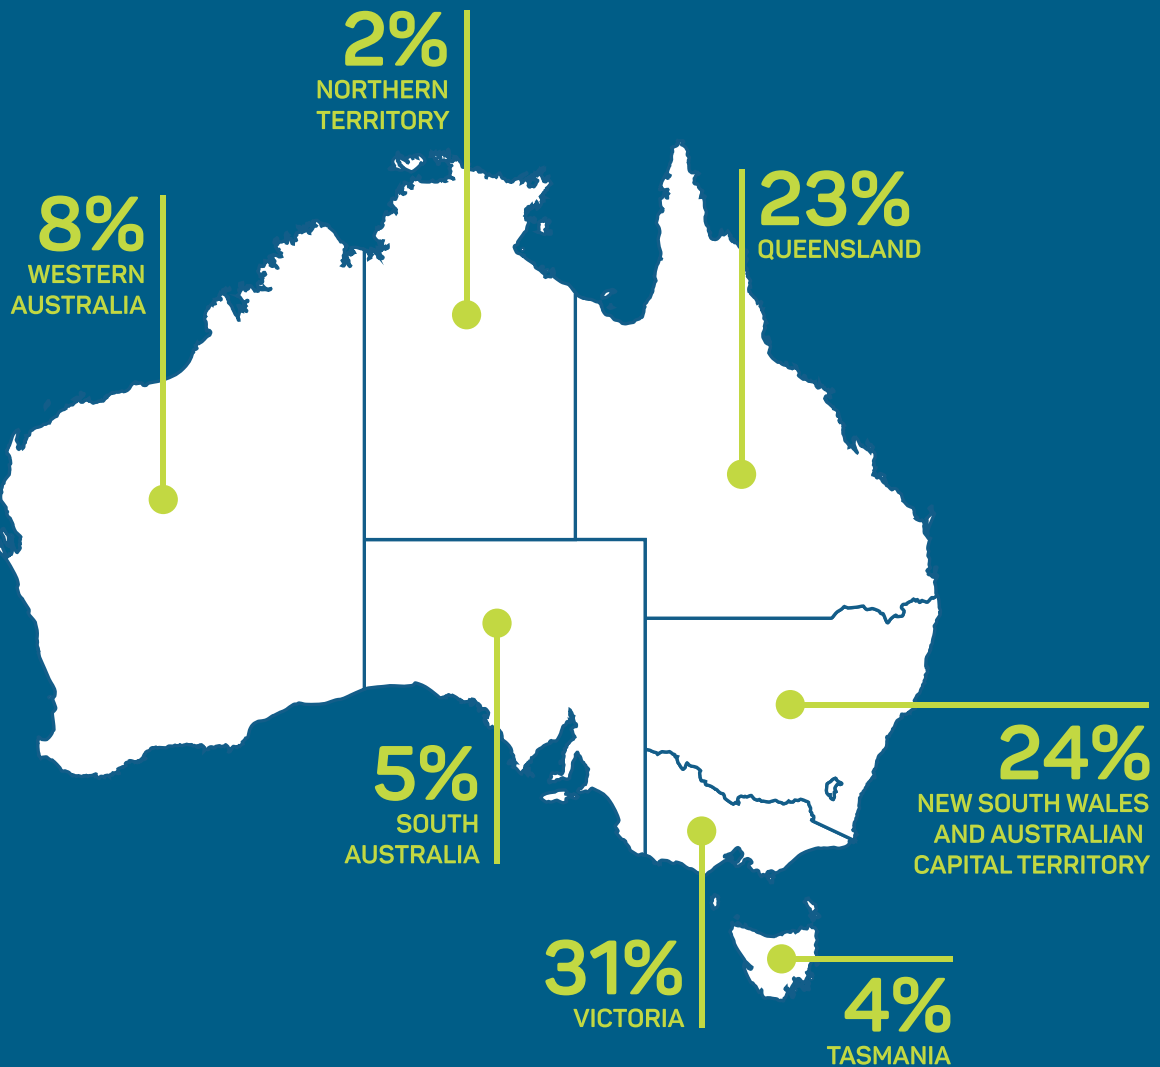 2%
NORTHERN
TERRITORY
23%
QUEENSLAND
8%
WESTERN
AUSTRALIA
5%
SOUTH
AUSTRALIA
24%
NEW SOUTH WALES
AND AUSTRALIAN
CAPITAL TERRITORY
31%
VICTORIA
4%
TASMANIA